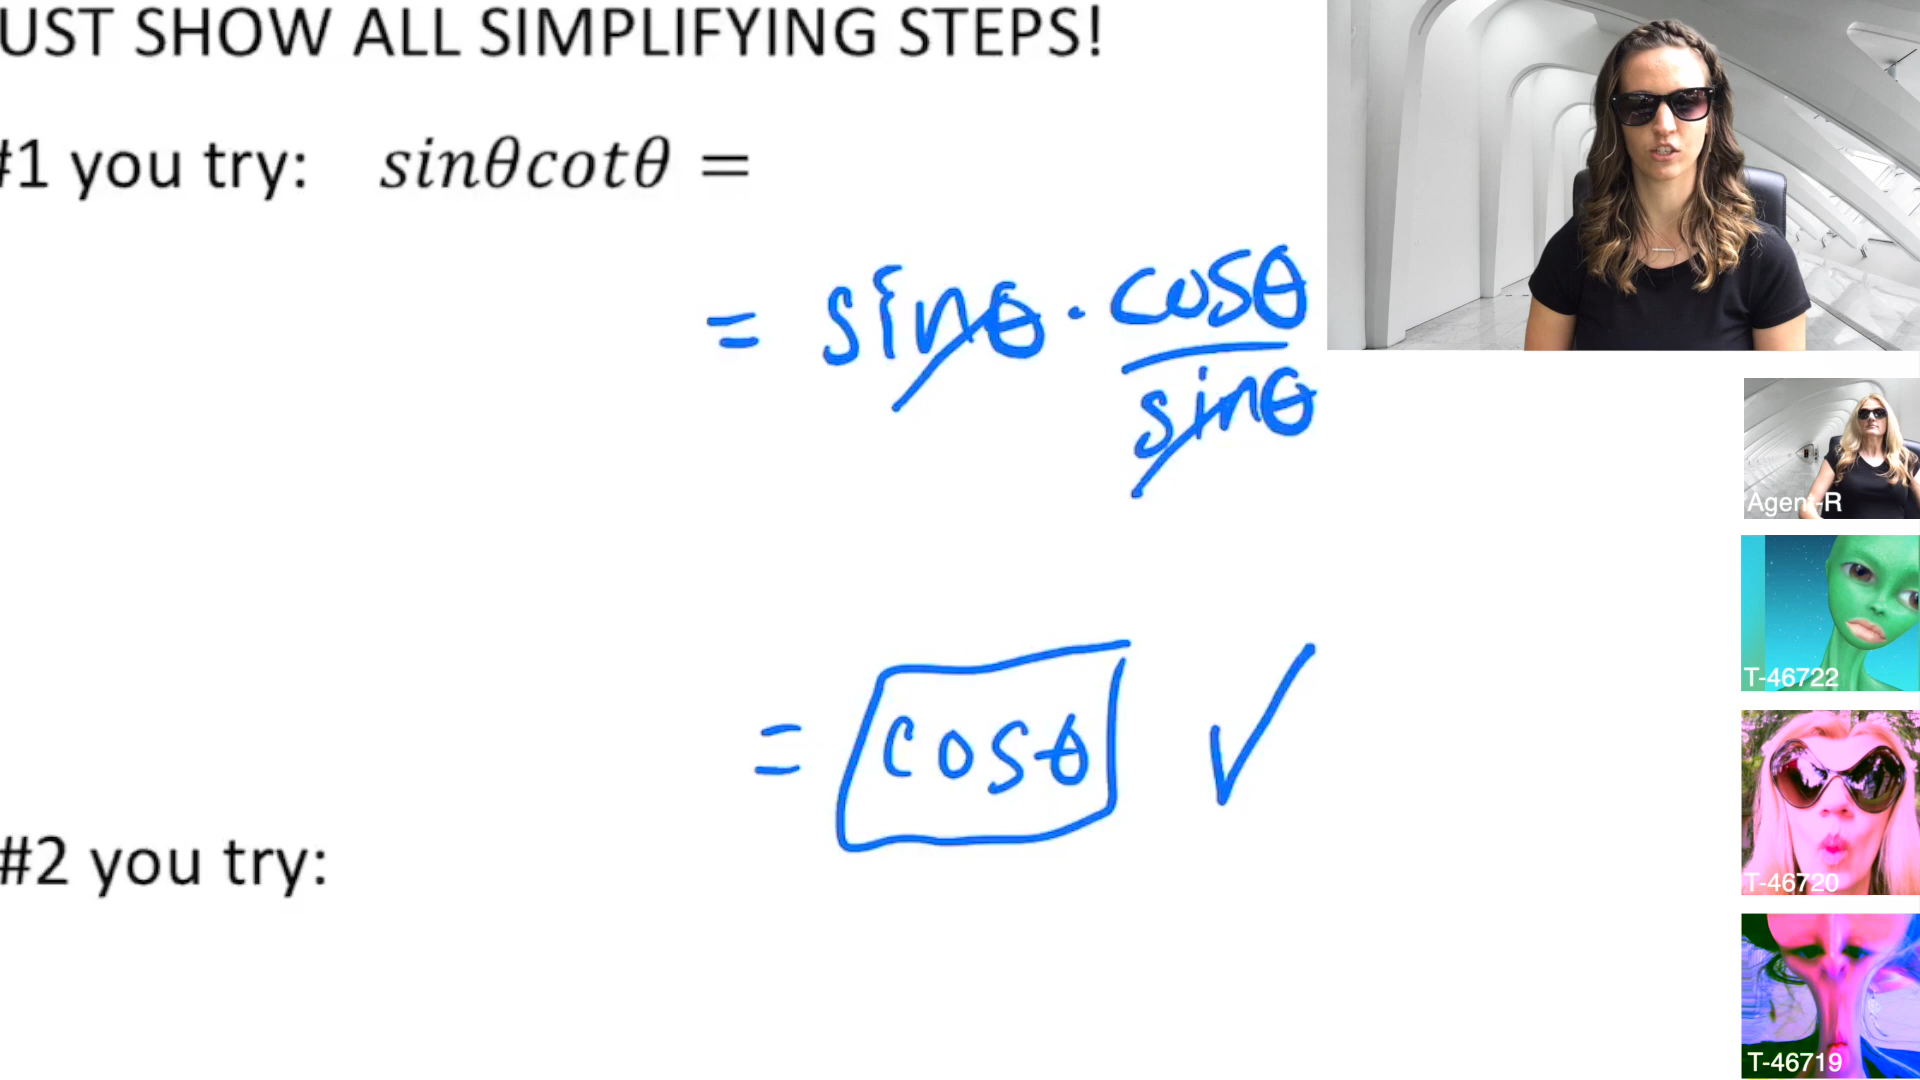 UST SHOW ALL SIMPLIFYING STEPS!
#1 you try: sinθcotθ =
= sinθ · cosθ
sinθ
= cosθ ✓
#2 you try:
Agent-R
T-46722
T-46720
T-46719